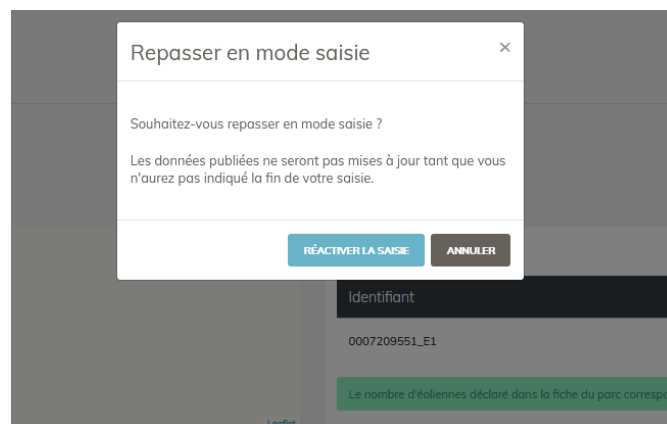 Repasser en mode saisie ×
Souhaitez-vous repasser en mode saisie ?
Les données publiées ne seront pas mises à jour tant que vous
n'aurez pas indiqué la fin de votre saisie.
RÉACTIVER LA SAISIE ANNULER
Identifiant
0007209551_E1
Le nombre d'éoliennes déclaré dans la fiche du parc correspo
Leaflet